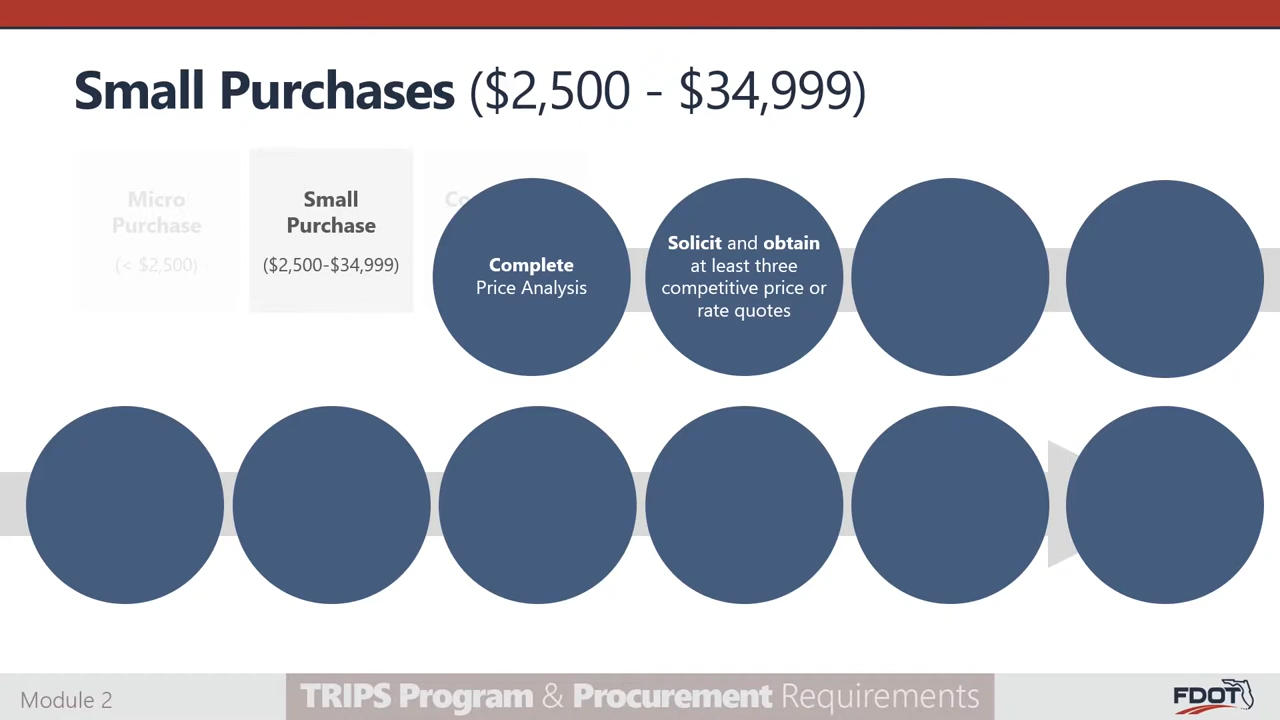 Small Purchases ($2,500 - $34,999)
Micro
Purchase
(< $2,500)
Small
Purchase
($2,500-$34,999)
Co
Complete
Price Analysis
Solicit and obtain
at least three
competitive price or
rate quotes
Module 2
TRIPS Program & Procurement Requirements
FDOT